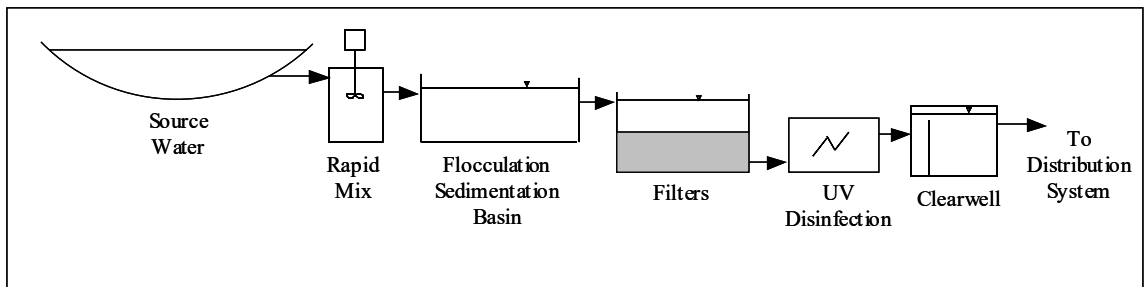 Source
Water
Rapid
Mix
Flocculation
Sedimentation
Basin
Filters
UV
Disinfection
Clearwell
To
Distribution
System